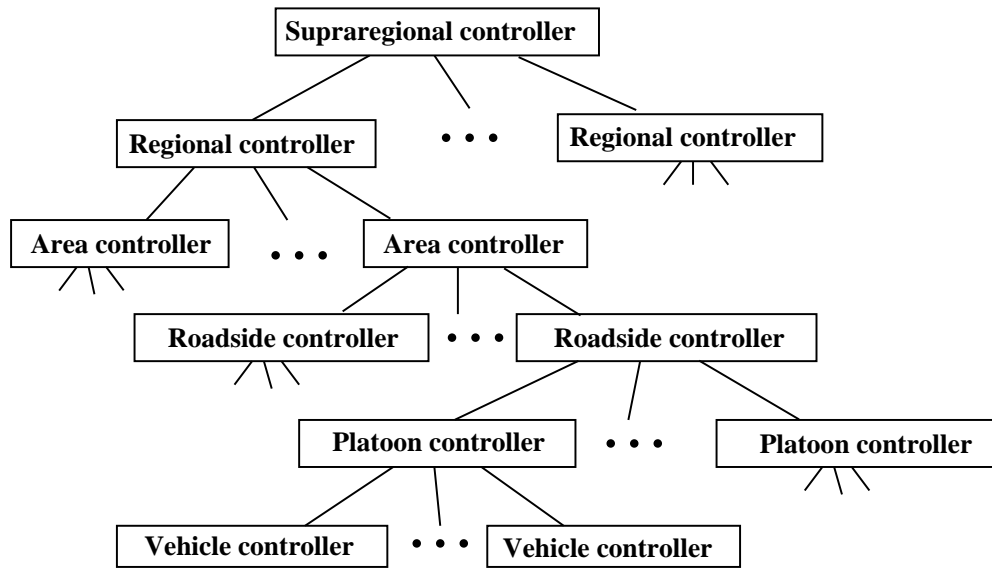 Supraregional controller
Regional controller
Regional controller
Area controller
Area controller
Roadside controller
Roadside controller
Platoon controller
Platoon controller
Vehicle controller
Vehicle controller